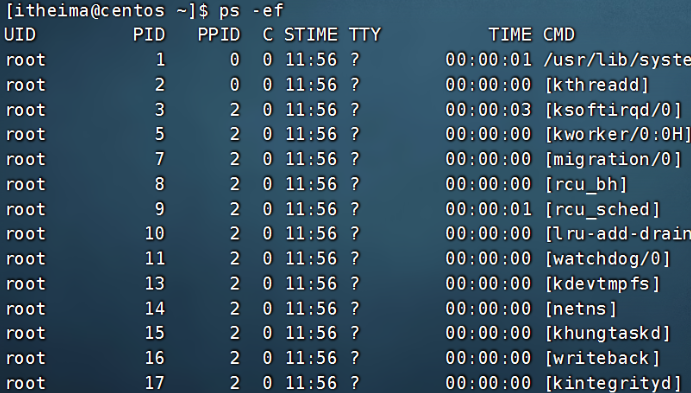 [itheima@centos ~]$ ps -ef
UID        PID  PPID  C STIME TTY          TIME CMD
root         1     0  0 11:56 ?        00:00:01 /usr/lib/syste
root         2     0  0 11:56 ?        00:00:00 [kthreadd]
root         3     2  0 11:56 ?        00:00:03 [ksoftirqd/0]
root         5     2  0 11:56 ?        00:00:00 [kworker/0:0H]
root         7     2  0 11:56 ?        00:00:00 [migration/0]
root         8     2  0 11:56 ?        00:00:00 [rcu_bh]
root         9     2  0 11:56 ?        00:00:01 [rcu_sched]
root        10     2  0 11:56 ?        00:00:00 [lru-add-drain
root        11     2  0 11:56 ?        00:00:00 [watchdog/0]
root        13     2  0 11:56 ?        00:00:00 [kdevtmpfs]
root        14     2  0 11:56 ?        00:00:00 [netns]
root        15     2  0 11:56 ?        00:00:00 [khungtaskd]
root        16     2  0 11:56 ?        00:00:00 [writeback]
root        17     2  0 11:56 ?        00:00:00 [kintegrityd]